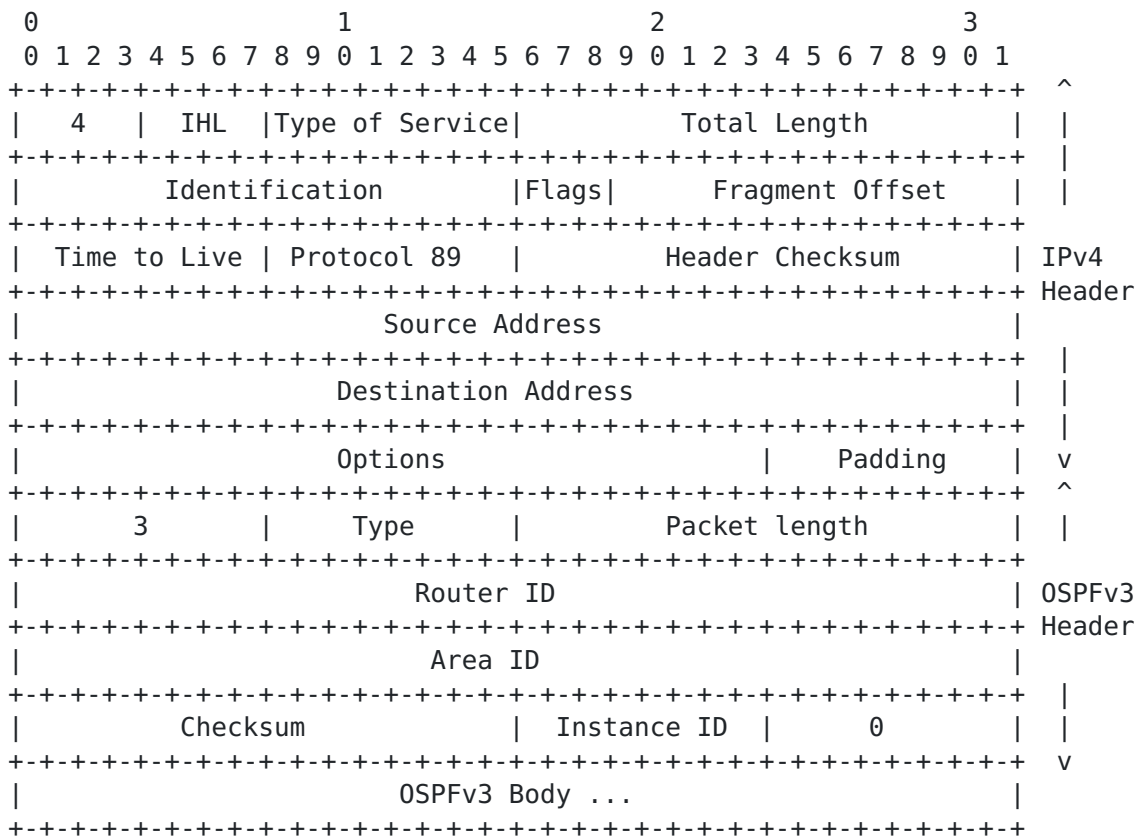 0                   1                   2                   3
 0 1 2 3 4 5 6 7 8 9 0 1 2 3 4 5 6 7 8 9 0 1 2 3 4 5 6 7 8 9 0 1
+-+-+-+-+-+-+-+-+-+-+-+-+-+-+-+-+-+-+-+-+-+-+-+-+-+-+-+-+-+-+-+-+  ^
|   4   |  IHL  |Type of Service|          Total Length         |  |
+-+-+-+-+-+-+-+-+-+-+-+-+-+-+-+-+-+-+-+-+-+-+-+-+-+-+-+-+-+-+-+-+  |
|         Identification        |Flags|      Fragment Offset    |  |
+-+-+-+-+-+-+-+-+-+-+-+-+-+-+-+-+-+-+-+-+-+-+-+-+-+-+-+-+-+-+-+-+
|  Time to Live | Protocol 89   |         Header Checksum       | IPv4
+-+-+-+-+-+-+-+-+-+-+-+-+-+-+-+-+-+-+-+-+-+-+-+-+-+-+-+-+-+-+-+-+ Header
|                       Source Address                          |
+-+-+-+-+-+-+-+-+-+-+-+-+-+-+-+-+-+-+-+-+-+-+-+-+-+-+-+-+-+-+-+-+  |
|                    Destination Address                        |  |
+-+-+-+-+-+-+-+-+-+-+-+-+-+-+-+-+-+-+-+-+-+-+-+-+-+-+-+-+-+-+-+-+  |
|                    Options                    |    Padding    |  v
+-+-+-+-+-+-+-+-+-+-+-+-+-+-+-+-+-+-+-+-+-+-+-+-+-+-+-+-+-+-+-+-+  ^
|       3       |     Type      |         Packet length         |  |
+-+-+-+-+-+-+-+-+-+-+-+-+-+-+-+-+-+-+-+-+-+-+-+-+-+-+-+-+-+-+-+-+
|                         Router ID                             | OSPFv3
+-+-+-+-+-+-+-+-+-+-+-+-+-+-+-+-+-+-+-+-+-+-+-+-+-+-+-+-+-+-+-+-+ Header
|                          Area ID                              |
+-+-+-+-+-+-+-+-+-+-+-+-+-+-+-+-+-+-+-+-+-+-+-+-+-+-+-+-+-+-+-+-+  |
|          Checksum             |  Instance ID  |      0        |  |
+-+-+-+-+-+-+-+-+-+-+-+-+-+-+-+-+-+-+-+-+-+-+-+-+-+-+-+-+-+-+-+-+  v
|                        OSPFv3 Body ...                        |
+-+-+-+-+-+-+-+-+-+-+-+-+-+-+-+-+-+-+-+-+-+-+-+-+-+-+-+-+-+-+-+-+